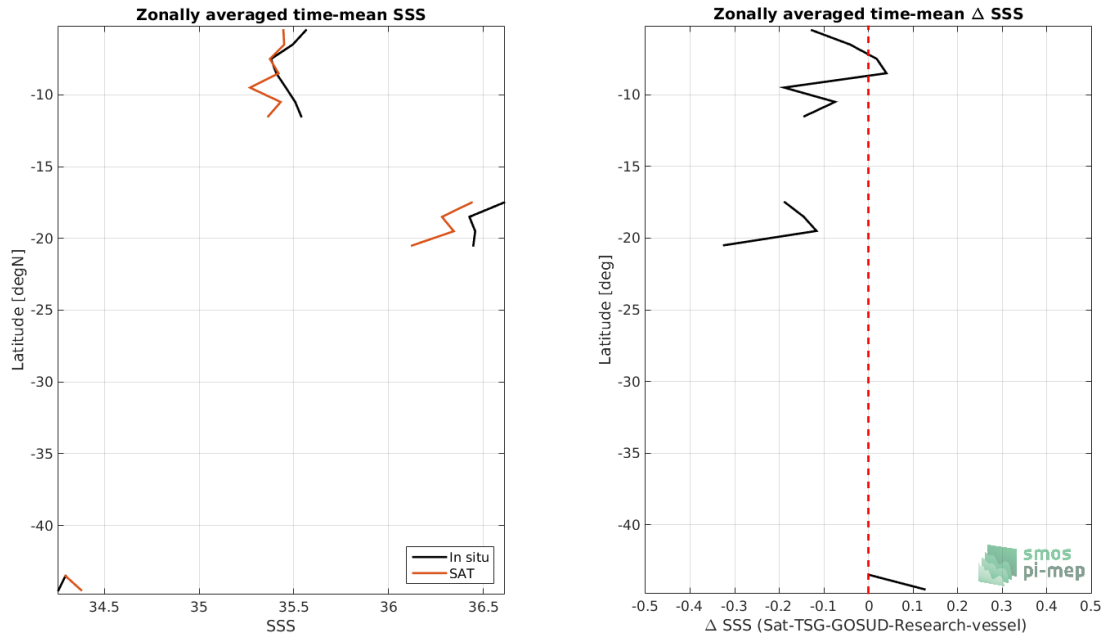 Zonally averaged time-mean SSS
-10
-15
-20
-25
-30
-35
-40
Latitude [degN]
34.5 35 35.5 36 36.5
SSS
In situ
SAT
Zonally averaged time-mean Δ SSS
-10
-15
-20
-25
-30
-35
-40
Latitude [deg]
-0.5 -0.4 -0.3 -0.2 -0.1 0 0.1 0.2 0.3 0.4 0.5
Δ SSS (Sat-TSG-GOSUD-Research-vessel)
smos
pi-mep